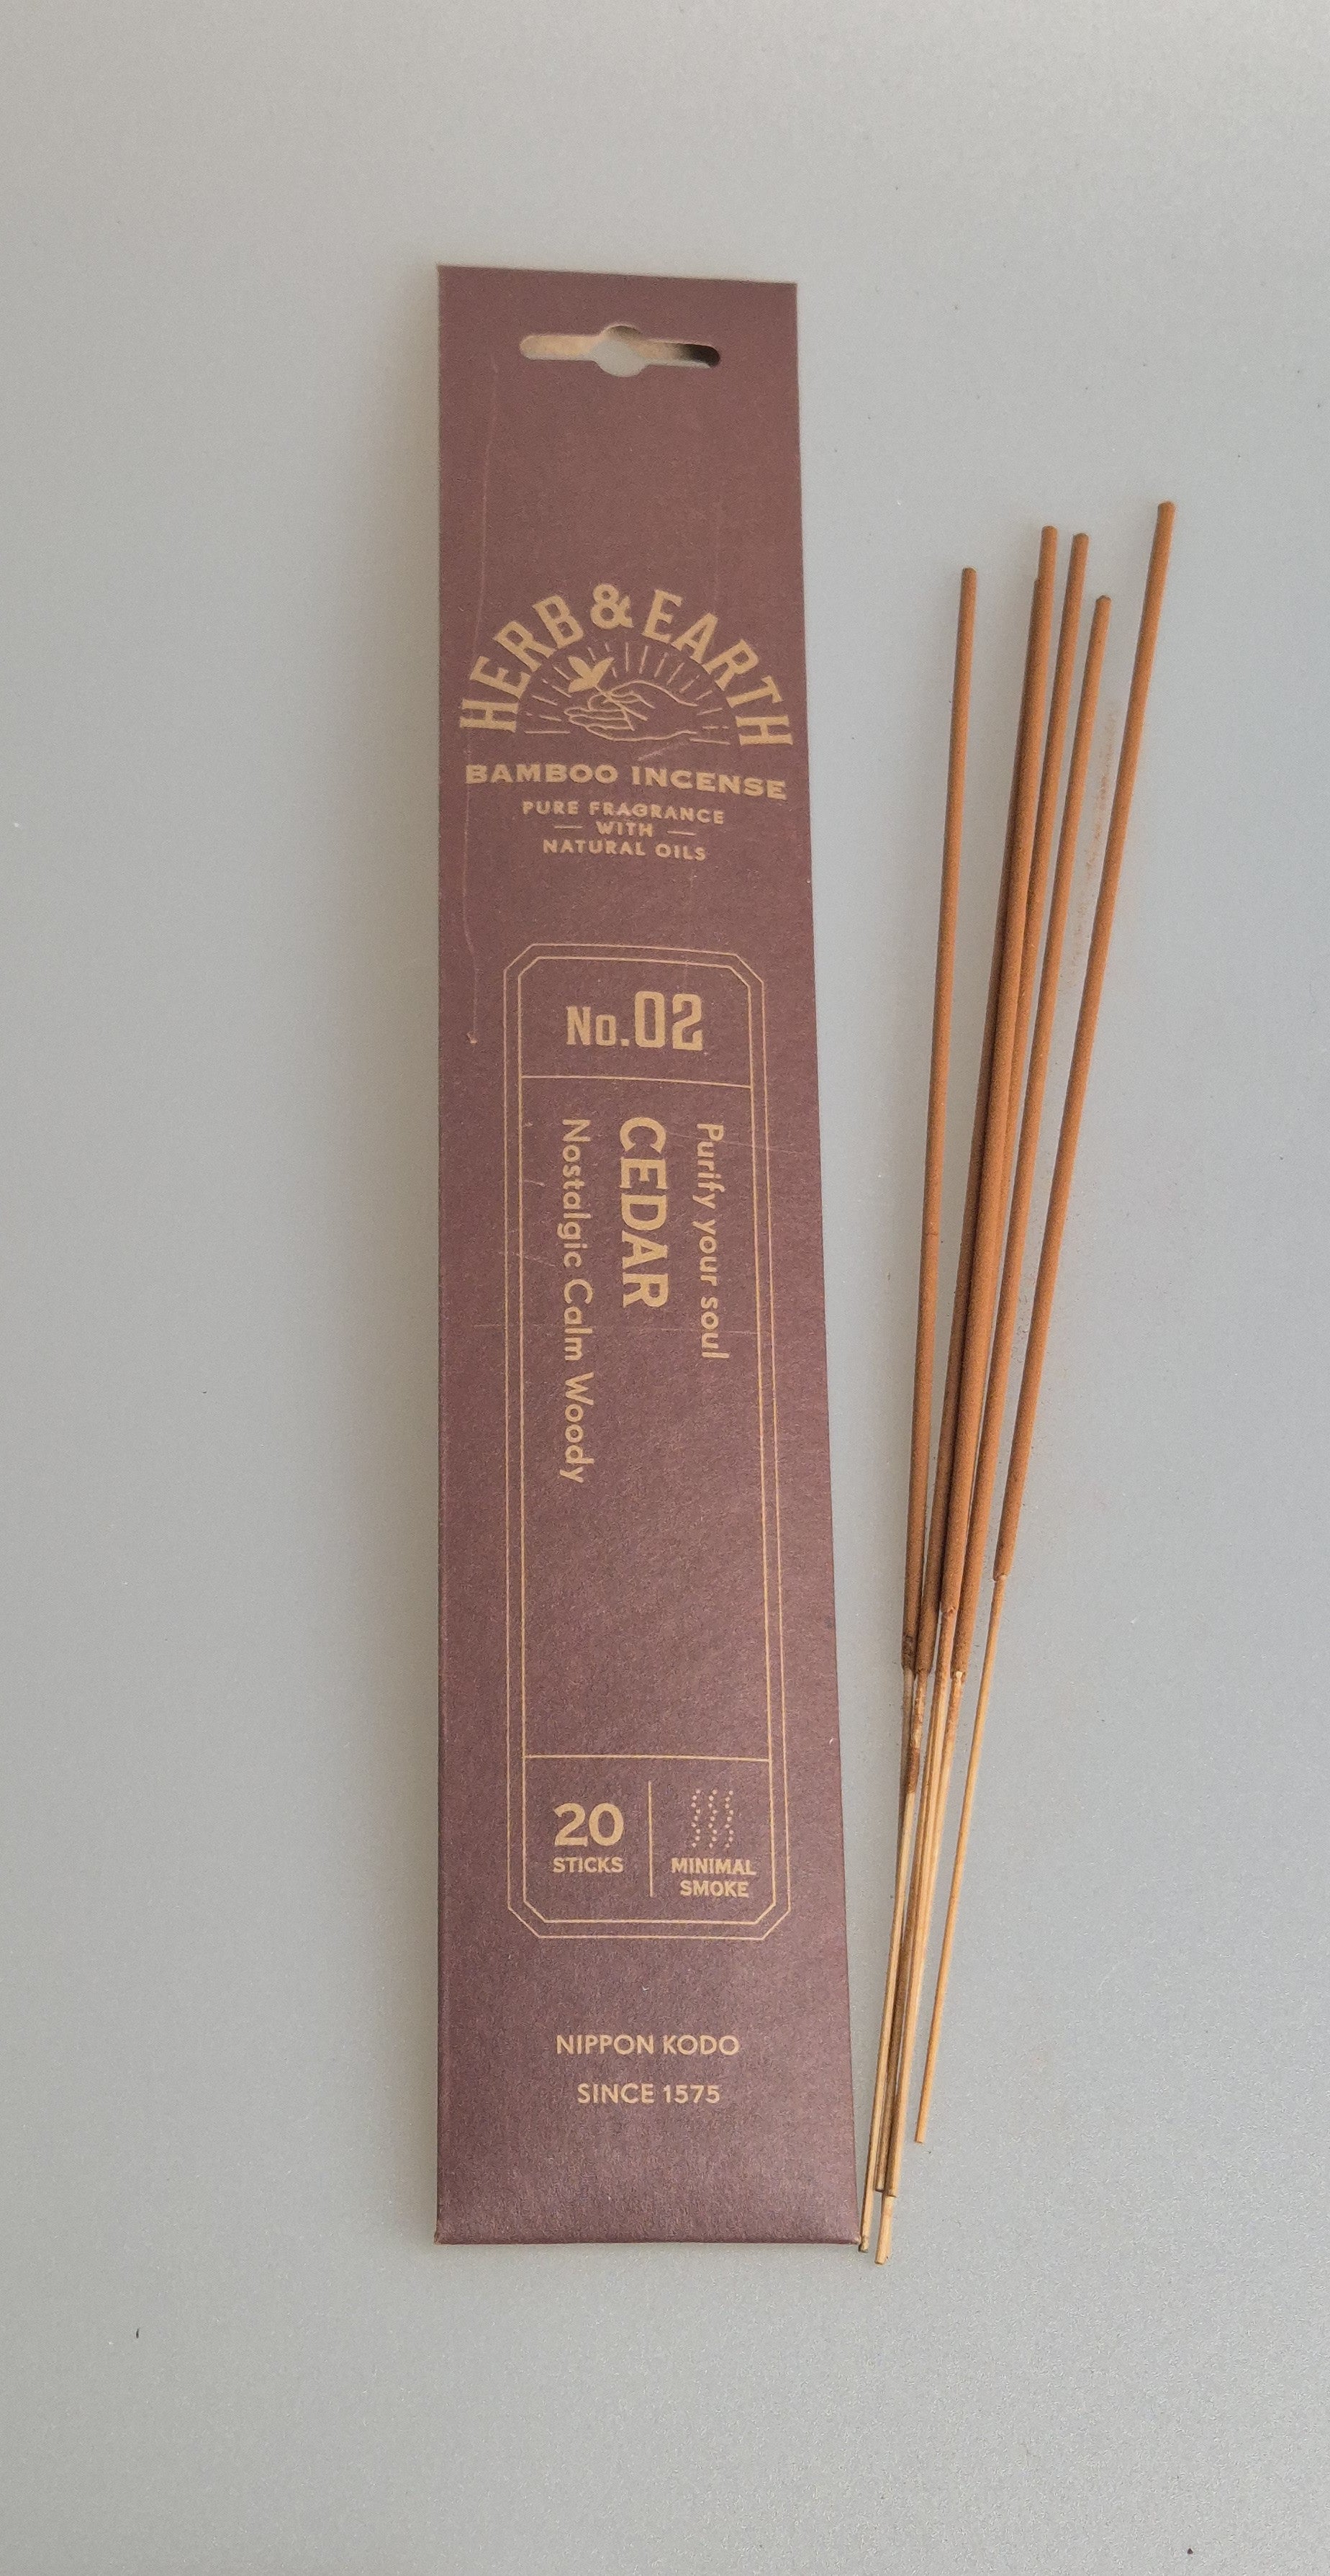 HERB & EARTH
BAMBOO INCENSE
PURE FRAGRANCE
WITH
NATURAL OILS
No.02
Purify your soul
CEDAR
Nostalgic Calm Woody
20
STICKS
MINIMAL
SMOKE
NIPPON KODO
SINCE 1575